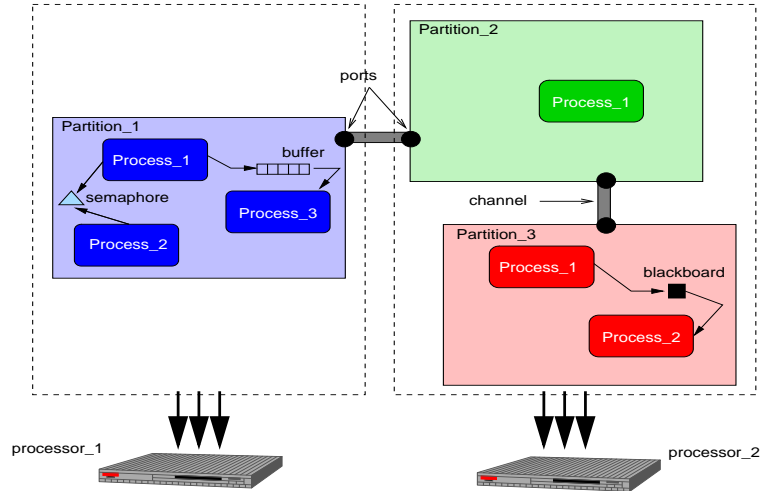 Partition_2
ports
Process_1
Partition_1
Process_1
buffer
semaphore
Process_3
Process_2
channel
Partition_3
Process_1
blackboard
Process_2
processor_1
processor_2